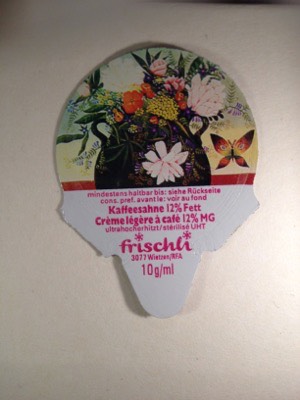 mindestens haltbar bis: siehe Rückseite
cons. pref. avant le: voir au fond
Kaffeesahne 12% Fett
Crème légère à café 12% MG
ultrahocherhitzt/stérilisé UHT
frischli
3077 Wietzen/RFA
10g/ml